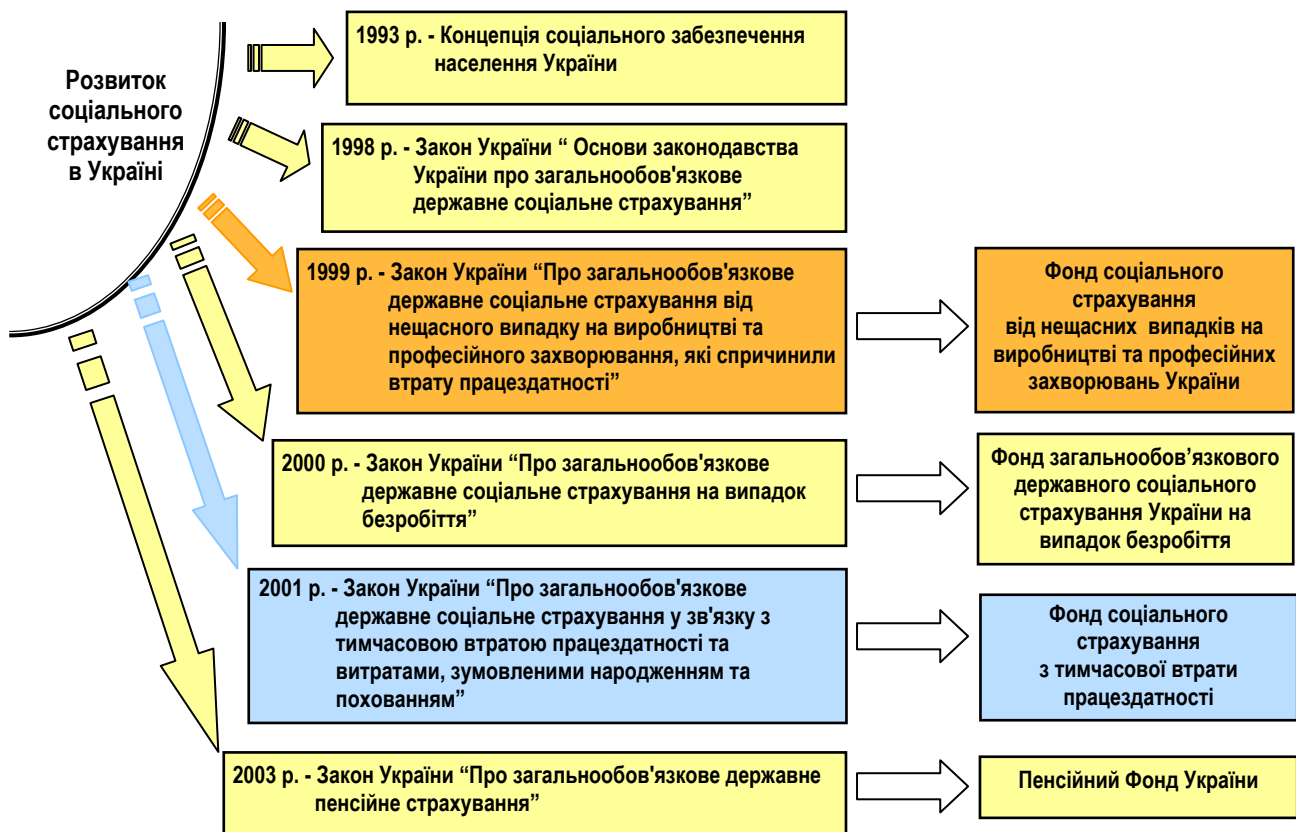 Розвиток
соціального
страхування
в Україні
1993 р. - Концепція соціального забезпечення
населення України
1998 р. - Закон України “ Основи законодавства
України про загальнообов'язкове
державне соціальне страхування”
1999 р. - Закон України “Про загальнообов'язкове
державне соціальне страхування від
нещасного випадку на виробництві та
професійного захворювання, які спричинили
втрату працездатності”
Фонд соціального
страхування
від нещасних випадків на
виробництві та професійних
захворювань України
2000 р. - Закон України “Про загальнообов'язкове
державне соціальне страхування на випадок
безробіття”
Фонд загальнообов’язкового
державного соціального
страхування України на
випадок безробіття
2001 р. - Закон України “Про загальнообов'язкове
державне соціальне страхування у зв'язку з
тимчасовою втратою працездатності та
витратами, зумовленими народженням та
похованням”
Фонд соціального
страхування
з тимчасової втрати
працездатності
2003 р. - Закон України “Про загальнообов'язкове державне
пенсійне страхування”
Пенсійний Фонд України